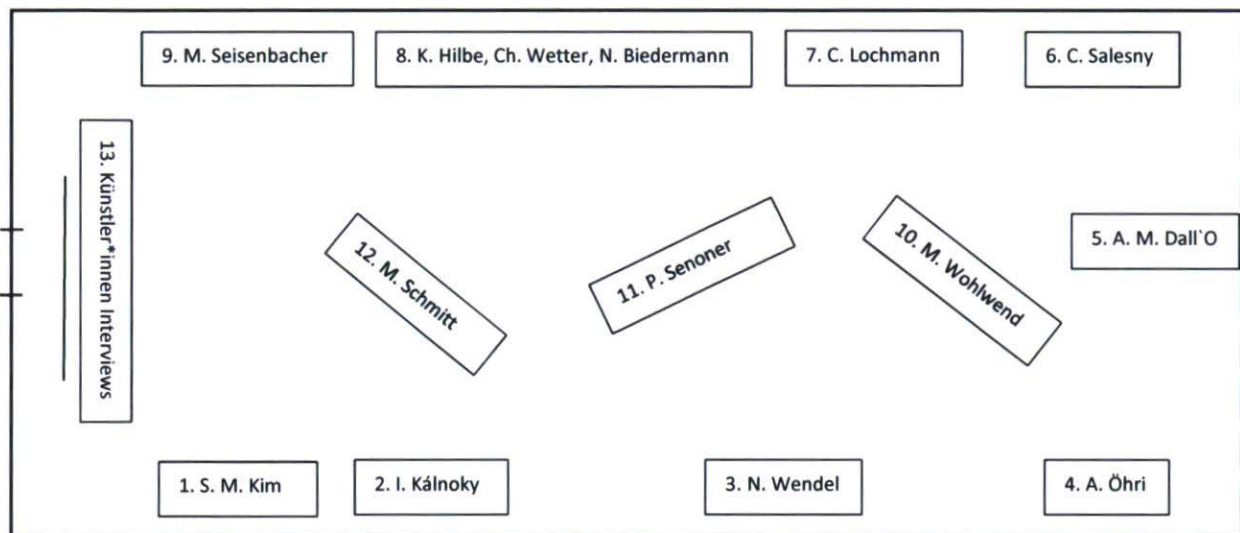 9. M. Seisenbacher
8. K. Hilbe, Ch. Wetter, N. Biedermann
7. C. Lochmann
6. C. Salesny
13. Künstler*innen Interviews
12. M. Schmitt
11. P. Senoner
10. M. Wohlwend
5. A. M. Dall`O
1. S. M. Kim
2. I. Kálnoky
3. N. Wendel
4. A. Öhri